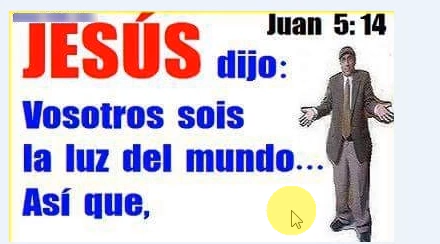 Juan 5: 14
JESÚS dijo:
Vosotros sois
la luz del mundo...
Así que,